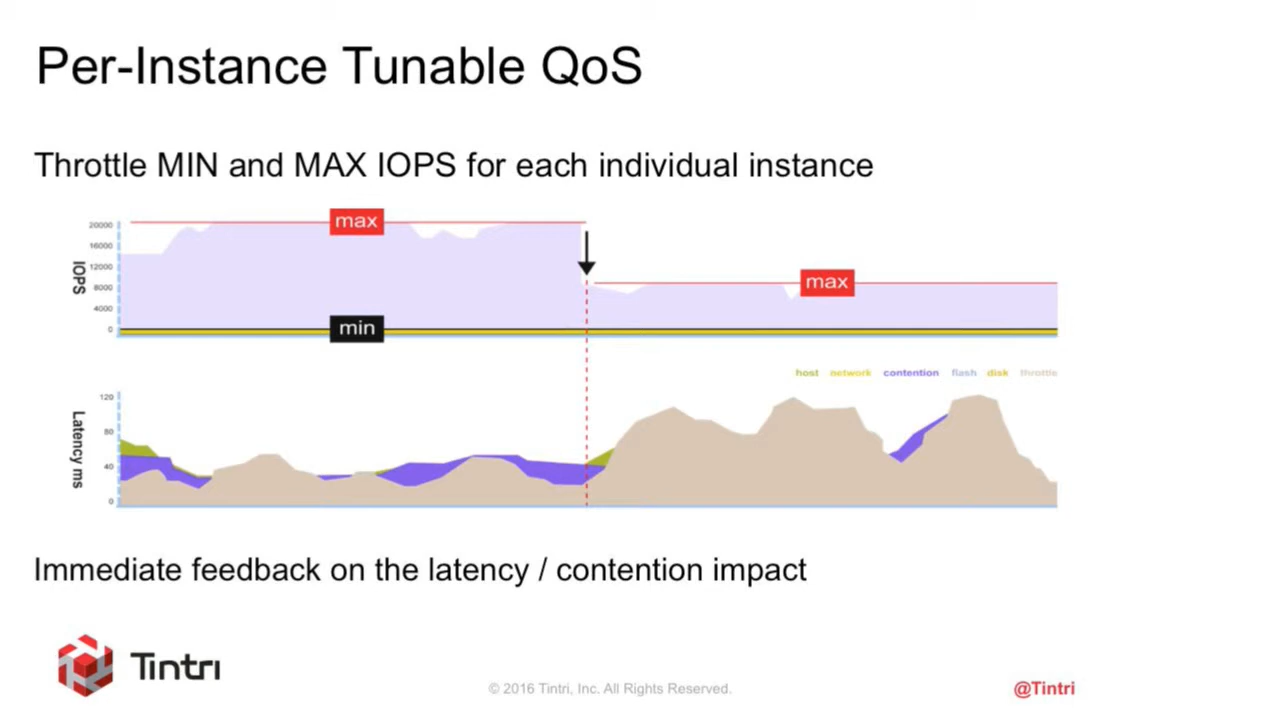 Per-Instance Tunable QoS
Throttle MIN and MAX IOPS for each individual instance
max
20000
16000
12000
8000
4000
0
IOPS
max
min
host network contention flash disk throttle
120
80
40
0
Latency ms
Immediate feedback on the latency / contention impact
Tintri
© 2016 Tintri, Inc. All Rights Reserved.
@Tintri